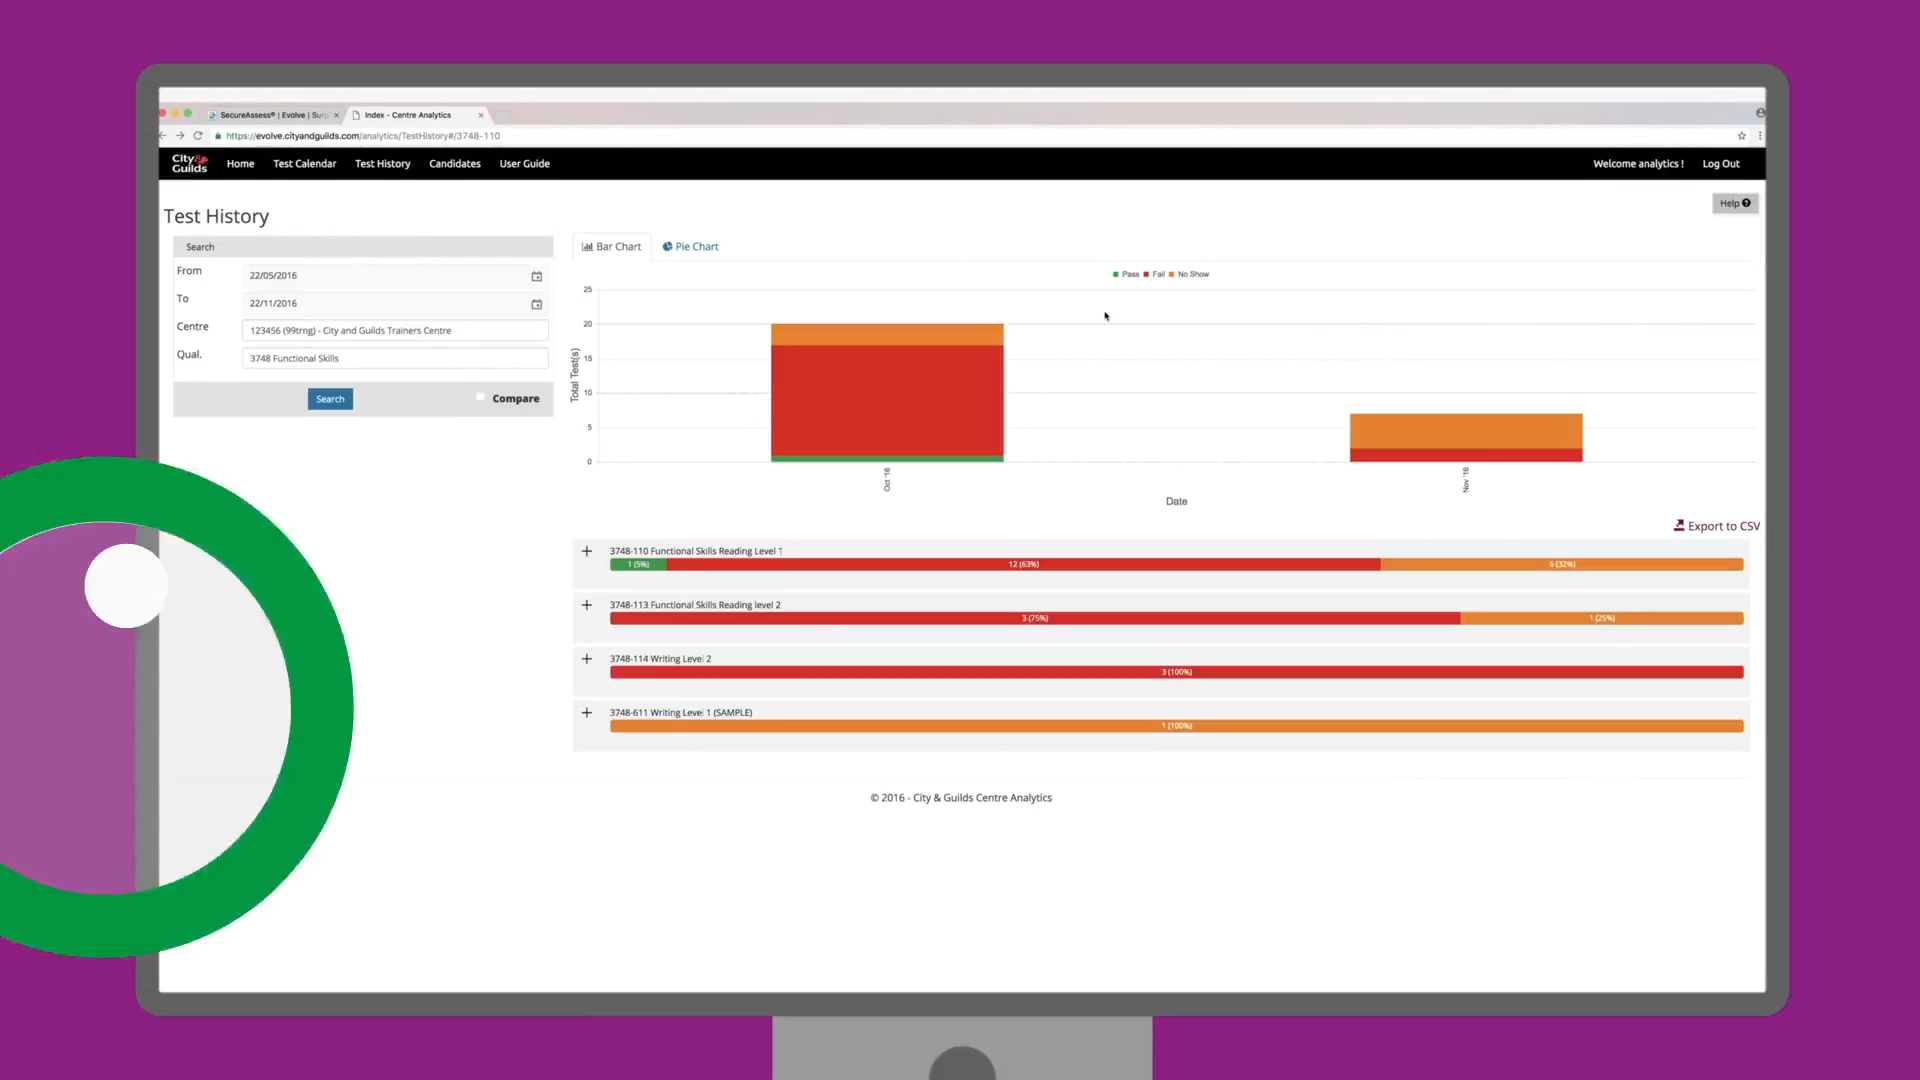 SecureAssess® | Evolve | Surp
Index - Centre Analytics
https://evolve.cityandguilds.com/analytics/TestHistory#/3748-110
City&
Guilds
Home Test Calendar Test History Candidates User Guide
Welcome analytics ! Log Out
Help
Test History
Search
From 22/05/2016
To 22/11/2016
Centre 123456 (99trng) - City and Guilds Trainers Centre
Qual. 3748 Functional Skills
Search Compare
Bar Chart Pie Chart
Pass Fail No Show
25
20
15
10
5
0
Total Test(s)
Oct '16 Nov '16
Date
Export to CSV
3748-110 Functional Skills Reading Level 1
1 (5%) 12 (63%) 6 (32%)
3748-113 Functional Skills Reading level 2
3 (75%) 1 (25%)
3748-114 Writing Level 2
3 (100%)
3748-611 Writing Level 1 (SAMPLE)
1 (100%)
© 2016 - City & Guilds Centre Analytics